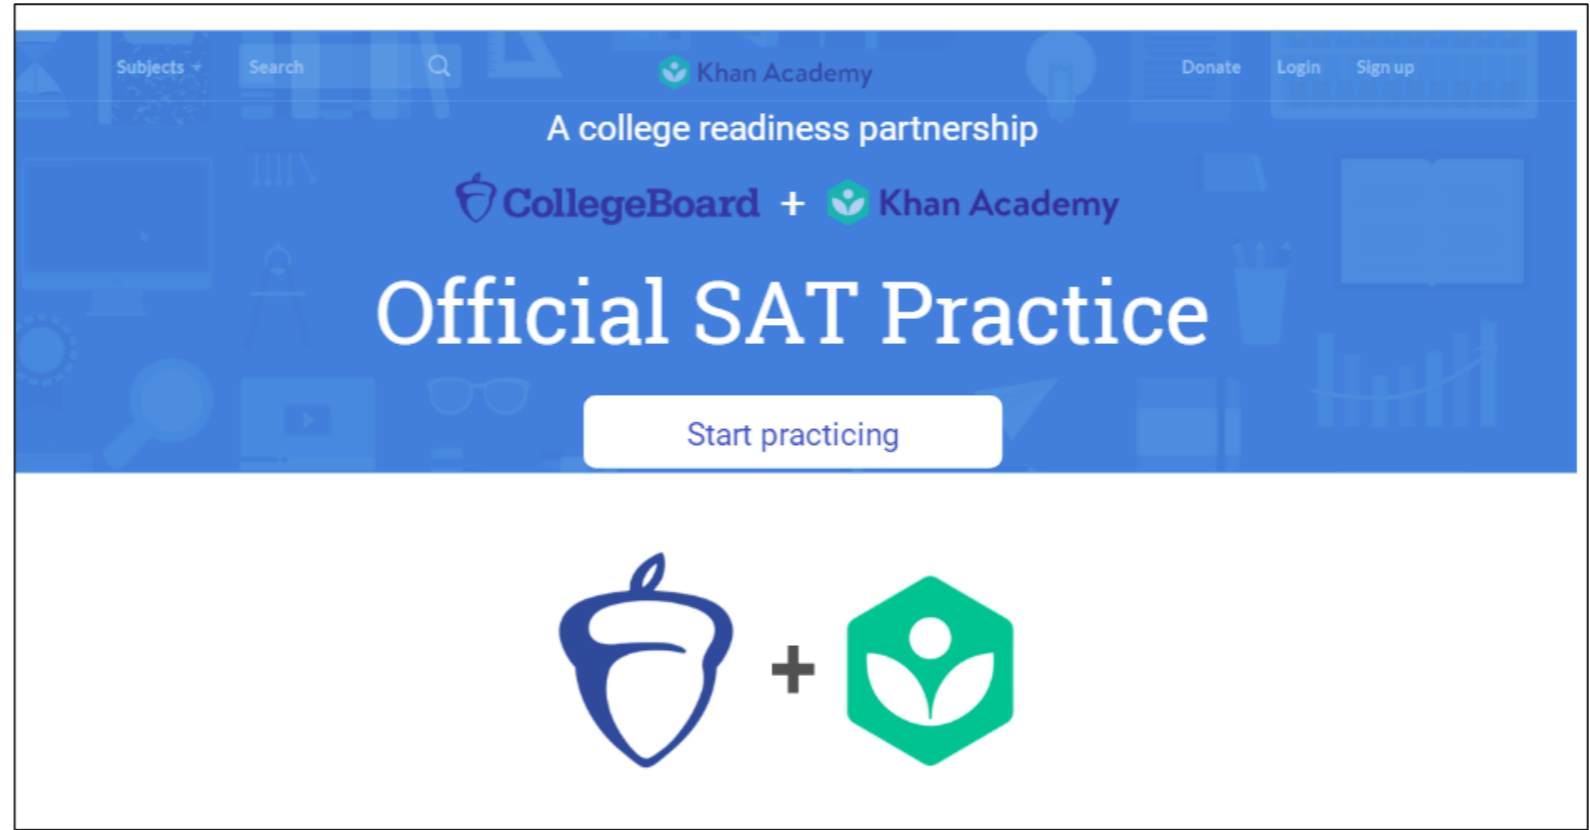 Subjects Search Khan Academy Donate Login Sign up
A college readiness partnership
CollegeBoard + Khan Academy
Official SAT Practice
Start practicing
+